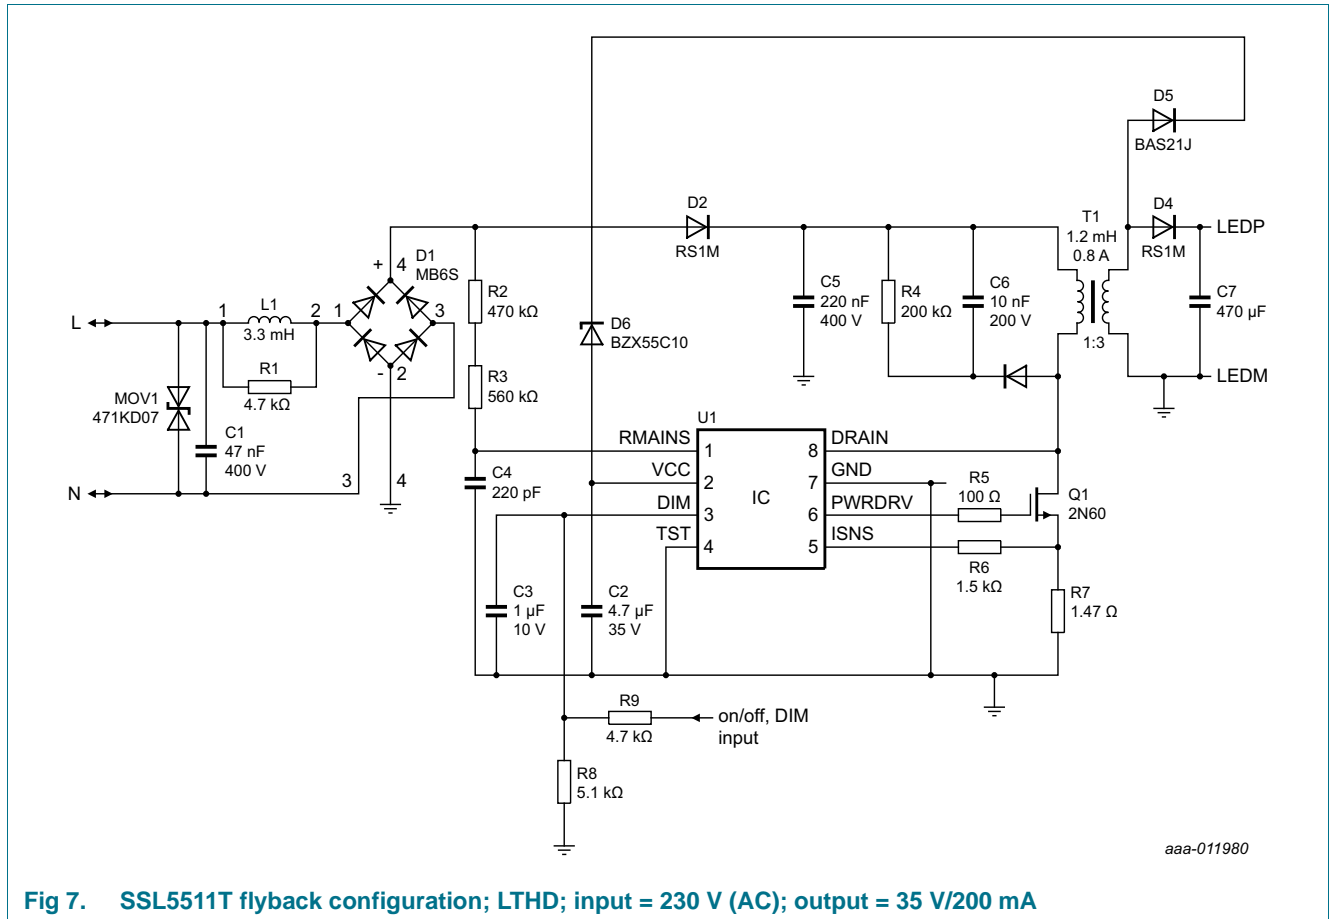 D5
BAS21J
D2
RS1M
T1
1.2 mH
0.8 A
1:3
D4
RS1M
LEDP
+
4
D1
MB6S
C5
220 nF
400 V
R4
200 kΩ
C6
10 nF
200 V
C7
470 µF
R2
470 kΩ
L
1
L1
2
3.3 mH
1
3
-
2
D6
BZX55C10
R1
4.7 kΩ
R3
560 kΩ
LEDM
MOV1
471KD07
C1
47 nF
400 V
N
3
4
U1
RMAINS
1
8
DRAIN
C4
220 pF
VCC
2
IC
7
GND
DIM
3
6
PWRDRV
R5
100 Ω
Q1
2N60
TST
4
5
ISNS
R6
1.5 kΩ
C3
1 µF
10 V
C2
4.7 µF
35 V
R7
1.47 Ω
R9
4.7 kΩ
on/off, DIM
input
R8
5.1 kΩ
aaa-011980
Fig 7. SSL5511T flyback configuration; LTHD; input = 230 V (AC); output = 35 V/200 mA